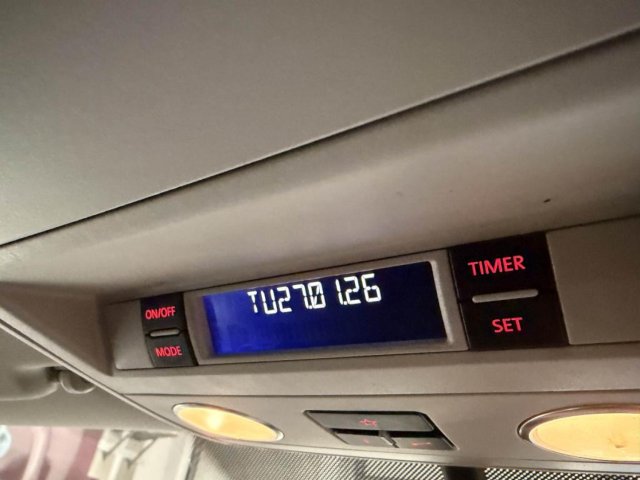 ON/OFF
MODE
TU27.01.26
TIMER
SET